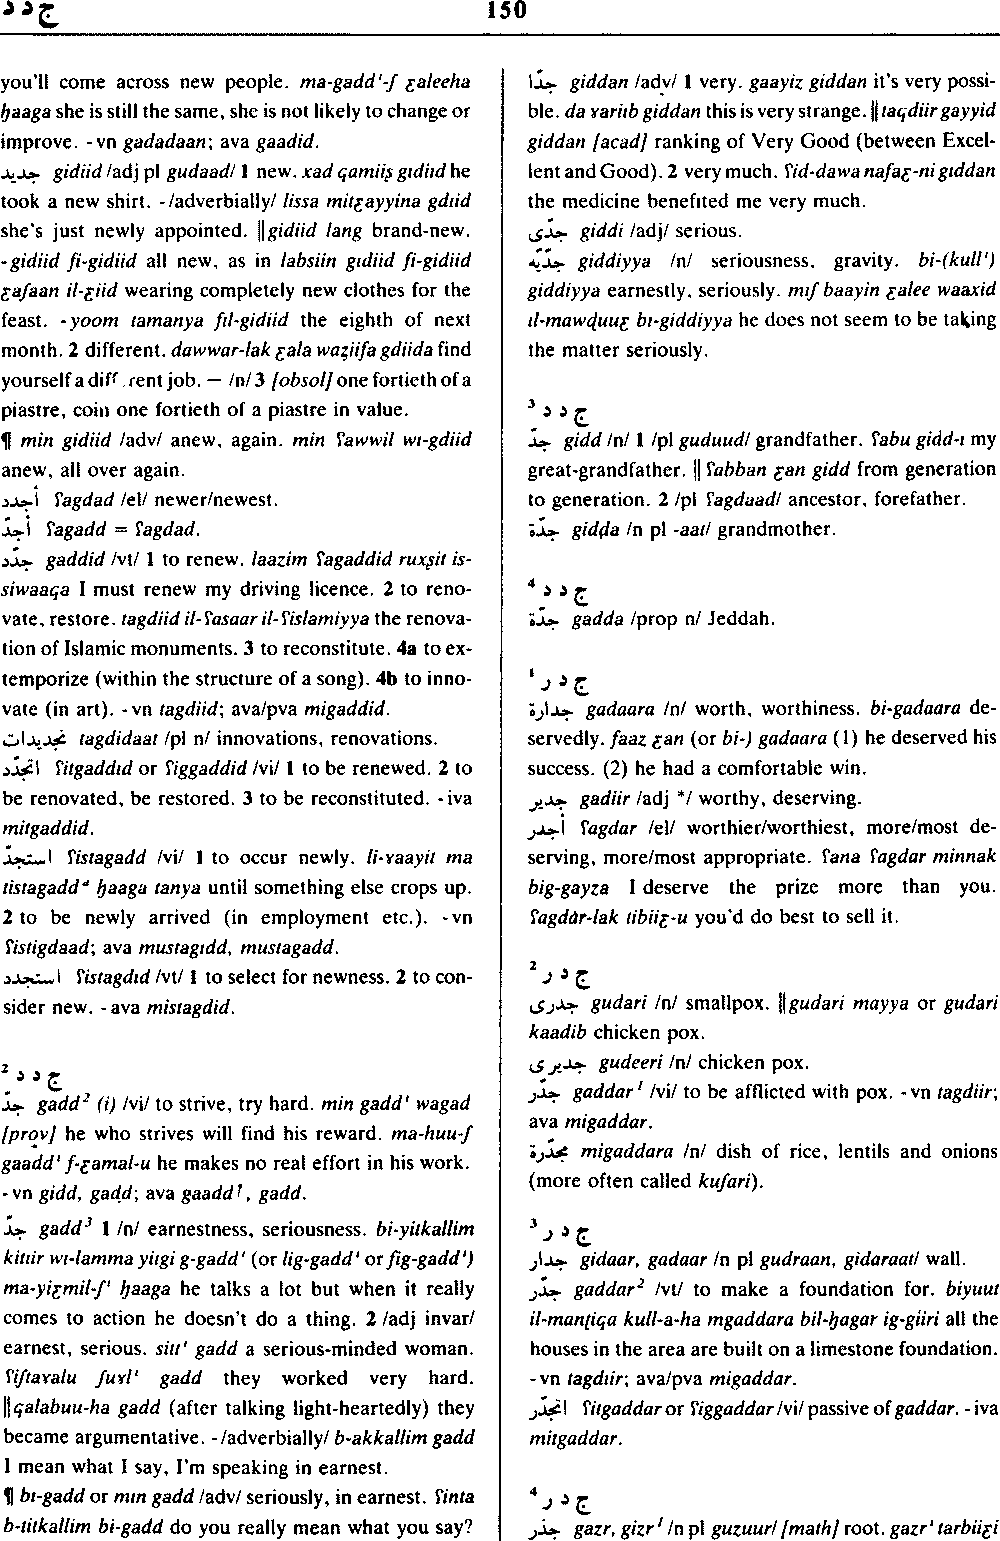 ج د د
150
you'll come across new people. ma-gadd'-ʃ ɛaleeha
ḥaaga she is still the same, she is not likely to change or
improve. -vn gadadaan; ava gaadid.
جديد gidiid /adj pl gudaad/ 1 new. xad qamiiṣ gidiid he
took a new shirt. -/adverbially/ lissa mitɛayyina gdiid
she's just newly appointed. ‖gidiid lang brand-new.
-gidiid fi-gidiid all new, as in labsiin gidiid fi-gidiid
ɛaʃaan il-ɛiid wearing completely new clothes for the
feast. -yoom tamanya fil-gidiid the eighth of next
month. 2 different. dawwar-lak ɛala waẓiifa gdiida find
yourself a different job. — /n/ 3 [obsol] one fortieth of a
piastre, coin one fortieth of a piastre in value.
¶ min gidiid /adv/ anew, again. min ʕawwil wi-gdiid
anew, all over again.
أجدد ʕagdad /el/ newer/newest.
أجدّ ʕagadd = ʕagdad.
جدّد gaddid /vt/ 1 to renew. laazim ʕagaddid ruxṣit is-
siwaaqa I must renew my driving licence. 2 to reno-
vate, restore. tagdiid il-ʕasaar il-ʕislamiyya the renova-
tion of Islamic monuments. 3 to reconstitute. 4a to ex-
temporize (within the structure of a song). 4b to inno-
vate (in art). -vn tagdiid; ava/pva migaddid.
تجديدات tagdidaat /pl n/ innovations, renovations.
اتجدّد ʕitgaddid or ʕiggaddid /vi/ 1 to be renewed. 2 to
be renovated, be restored. 3 to be reconstituted. -iva
mitgaddid.
استجدّ ʕistagadd /vi/ 1 to occur newly. li-ɣaayit ma
tistagaddᵃ ḥaaga tanya until something else crops up.
2 to be newly arrived (in employment etc.). -vn
ʕistigdaad; ava mustagidd, mustagadd.
استجدد ʕistagdid /vt/ 1 to select for newness. 2 to con-
sider new. -ava mistagdid.
ج د د ²
جدّ gadd² (i) /vi/ to strive, try hard. min gadd' wagad
[prov] he who strives will find his reward. ma-huu-ʃ
gaadd' f-ɛamal-u he makes no real effort in his work.
-vn gidd, gadd; ava gaadd¹, gadd.
جدّ gadd³ 1 /n/ earnestness, seriousness. bi-yitkallim
kitiir wi-lamma yiigi g-gadd' (or lig-gadd' or fig-gadd')
ma-yiɛmil-ʃ' ḥaaga he talks a lot but when it really
comes to action he doesn't do a thing. 2 /adj invar/
earnest, serious. sitt' gadd a serious-minded woman.
ʕiʃtaɣalu ʃuɣl' gadd they worked very hard.
‖qalabuu-ha gadd (after talking light-heartedly) they
became argumentative. -/adverbially/ b-akkallim gadd
I mean what I say, I'm speaking in earnest.
¶ bi-gadd or min gadd /adv/ seriously, in earnest. ʕinta
b-titkallim bi-gadd do you really mean what you say?
جدّا giddan /adv/ 1 very. gaayiz giddan it's very possi-
ble. da ɣariib giddan this is very strange. ‖taqdiir gayyid
giddan [acad] ranking of Very Good (between Excel-
lent and Good). 2 very much. ʕid-dawa nafaɛ-ni giddan
the medicine benefited me very much.
جدّى giddi /adj/ serious.
جدّيّه giddiyya /n/ seriousness, gravity. bi-(kull')
giddiyya earnestly, seriously. miʃ baayin ɛalee waaxid
il-mawḍuuɛ bi-giddiyya he does not seem to be taking
the matter seriously.
ج د د ³
جدّ gidd /n/ 1 /pl guduud/ grandfather. ʕabu gidd-i my
great-grandfather. ‖ ʕabban ɛan gidd from generation
to generation. 2 /pl ʕagdaad/ ancestor, forefather.
جدّة gidda /n pl -aat/ grandmother.
ج د د ⁴
جدّة gadda /prop n/ Jeddah.
ج د ر ¹
جدارة gadaara /n/ worth, worthiness. bi-gadaara de-
servedly. faaz ɛan (or bi-) gadaara (1) he deserved his
success. (2) he had a comfortable win.
جدير gadiir /adj */ worthy, deserving.
أجدر ʕagdar /el/ worthier/worthiest, more/most de-
serving, more/most appropriate. ʕana ʕagdar minnak
big-gayza I deserve the prize more than you.
ʕagdar-lak tibiiɛ-u you'd do best to sell it.
ج د ر ²
جدرى gudari /n/ smallpox. ‖gudari mayya or gudari
kaadib chicken pox.
جديرى gudeeri /n/ chicken pox.
جدّر gaddar¹ /vi/ to be afflicted with pox. -vn tagdiir;
ava migaddar.
مجدّرة migaddara /n/ dish of rice, lentils and onions
(more often called kuʃari).
ج د ر ³
جدار gidaar, gadaar /n pl gudraan, gidaraat/ wall.
جدّر gaddar² /vt/ to make a foundation for. biyuut
il-manṭiqa kull-a-ha mgaddara bil-ḥagar ig-giiri all the
houses in the area are built on a limestone foundation.
-vn tagdiir; ava/pva migaddar.
اتجدّر ʕitgaddar or ʕiggaddar /vi/ passive of gaddar. -iva
mitgaddar.
ج د ر ⁴
جذر gazr, gizr¹ /n pl guzuur/ [math] root. gazr' tarbiiɛi